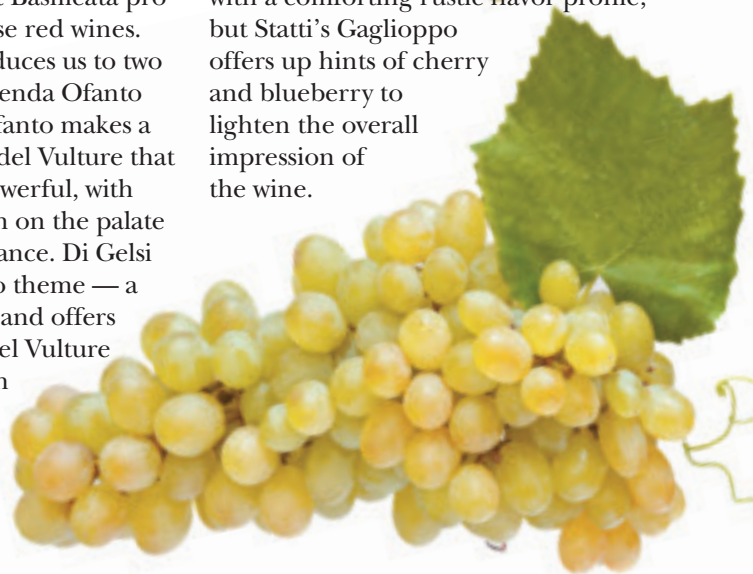 e Basilicata pro-
se red wines.
duces us to two
enda Ofanto
fanto makes a
del Vulture that
werful, with
n on the palate
ance. Di Gelsi
o theme — a
and offers
el Vulture
n
with a comforting rustic flavor profile,
but Statti’s Gaglioppo
offers up hints of cherry
and blueberry to
lighten the overall
impression of
the wine.